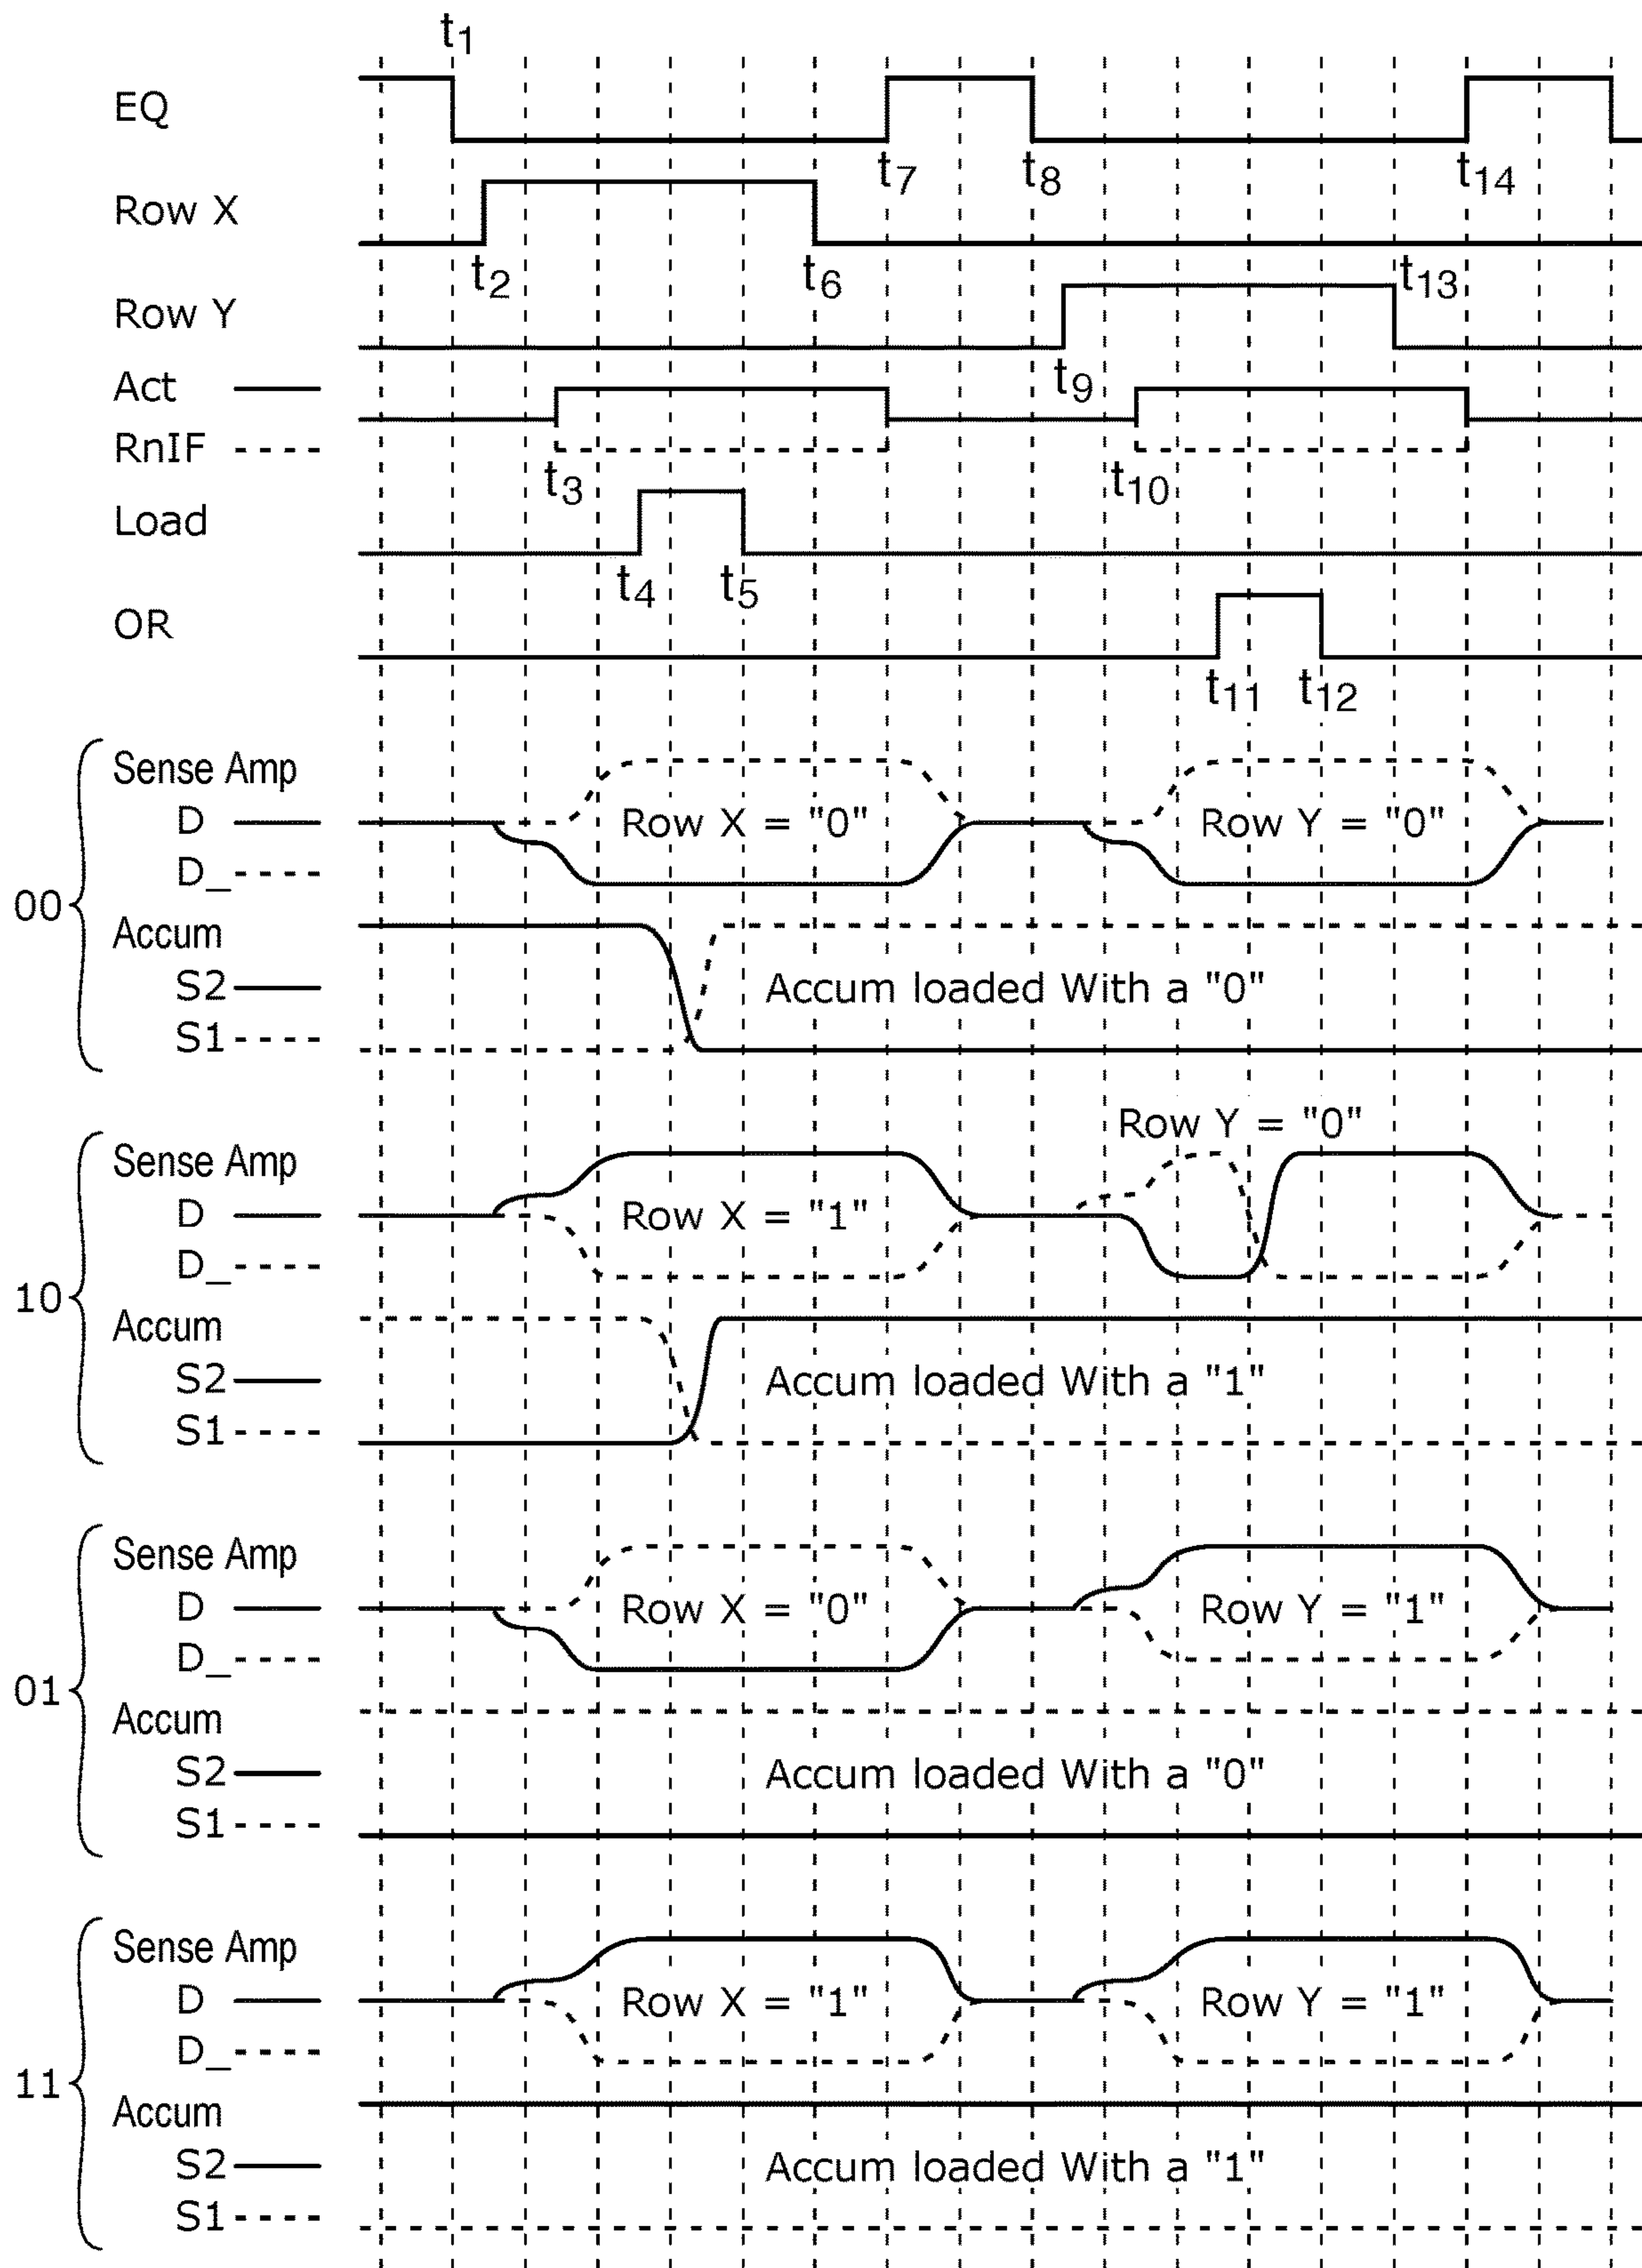 t1
EQ
t7 t8 t14
Row X
t2 t6 t13
Row Y
t9
Act
RnIF
t3 t10
Load
t4 t5
OR
t11 t12
00
Sense Amp
D Row X = "0" Row Y = "0"
D_
Accum
S2 Accum loaded With a "0"
S1
Row Y = "0"
10
Sense Amp
D Row X = "1"
D_
Accum
S2 Accum loaded With a "1"
S1
01
Sense Amp
D Row X = "0" Row Y = "1"
D_
Accum
S2 Accum loaded With a "0"
S1
11
Sense Amp
D Row X = "1" Row Y = "1"
D_
Accum
S2 Accum loaded With a "1"
S1